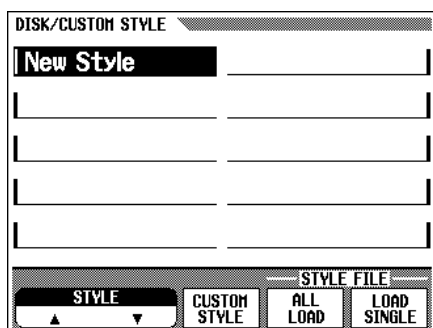 DISK/CUSTOM STYLE
New Style
STYLE FILE
STYLE
▲ ▼
CUSTOM STYLE
ALL LOAD
LOAD SINGLE